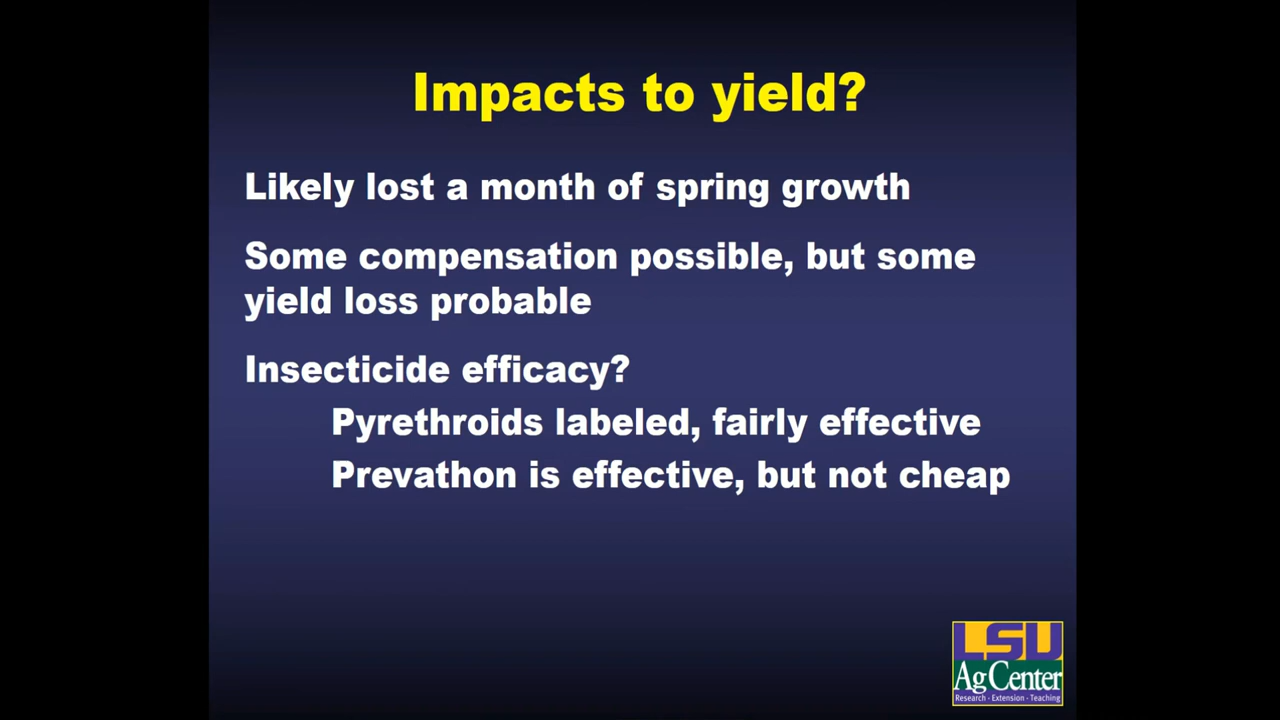 Impacts to yield?
Likely lost a month of spring growth
Some compensation possible, but some
yield loss probable
Insecticide efficacy?
Pyrethroids labeled, fairly effective
Prevathon is effective, but not cheap
LSU
AgCenter
Research - Extension - Teaching